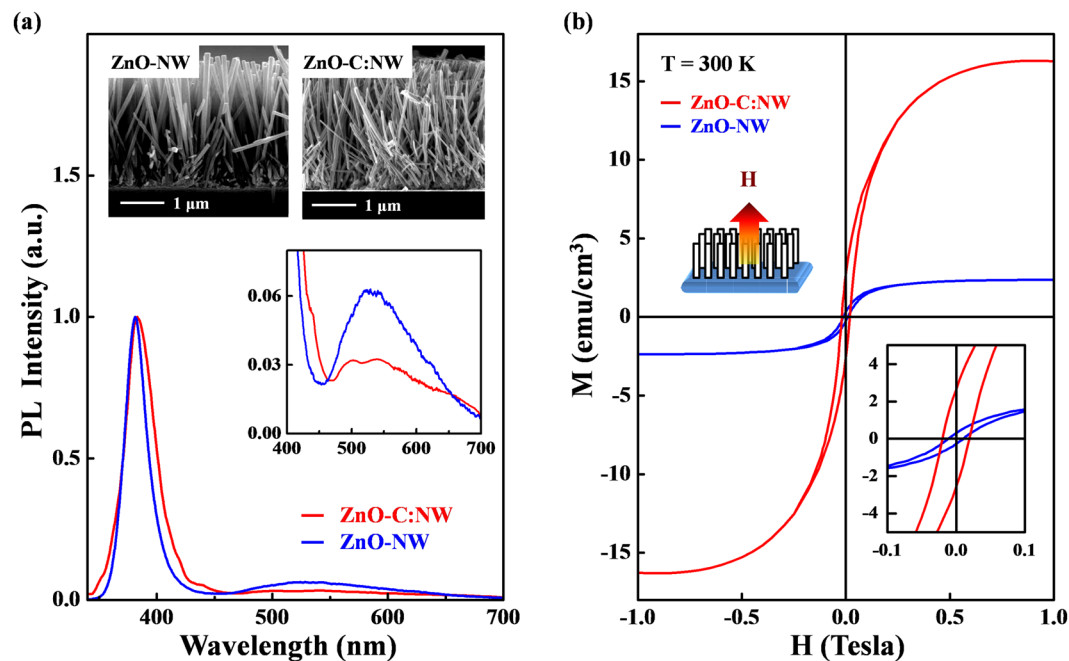 (a)
ZnO-NW
ZnO-C:NW
1 µm
1 µm
PL Intensity (a.u.)
1.5
1.0
0.5
0.0
400
500
600
700
Wavelength (nm)
0.06
0.03
0.00
400
500
600
700
ZnO-C:NW
ZnO-NW
(b)
T = 300 K
ZnO-C:NW
ZnO-NW
H
M (emu/cm³)
15
10
5
0
-5
-10
-15
-1.0
-0.5
0.0
0.5
1.0
H (Tesla)
4
2
0
-2
-4
-0.1
0.0
0.1